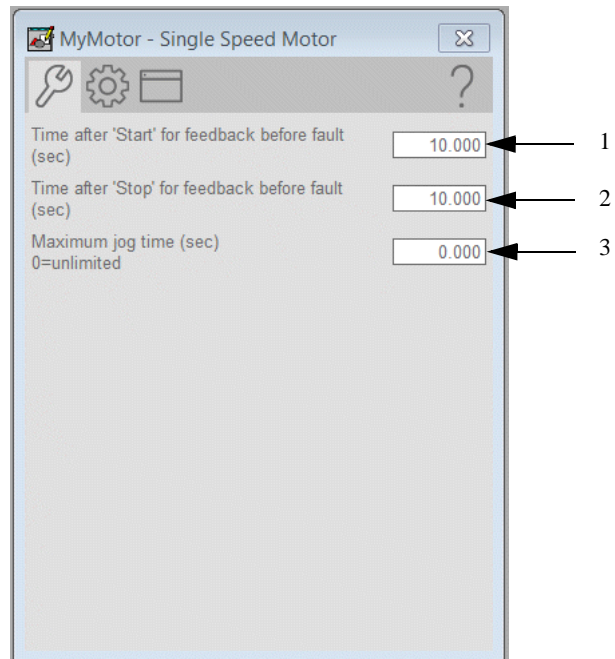 MyMotor - Single Speed Motor
?
Time after 'Start' for feedback before fault
(sec)
10.000
1
Time after 'Stop' for feedback before fault
(sec)
10.000
2
Maximum jog time (sec)
0=unlimited
0.000
3